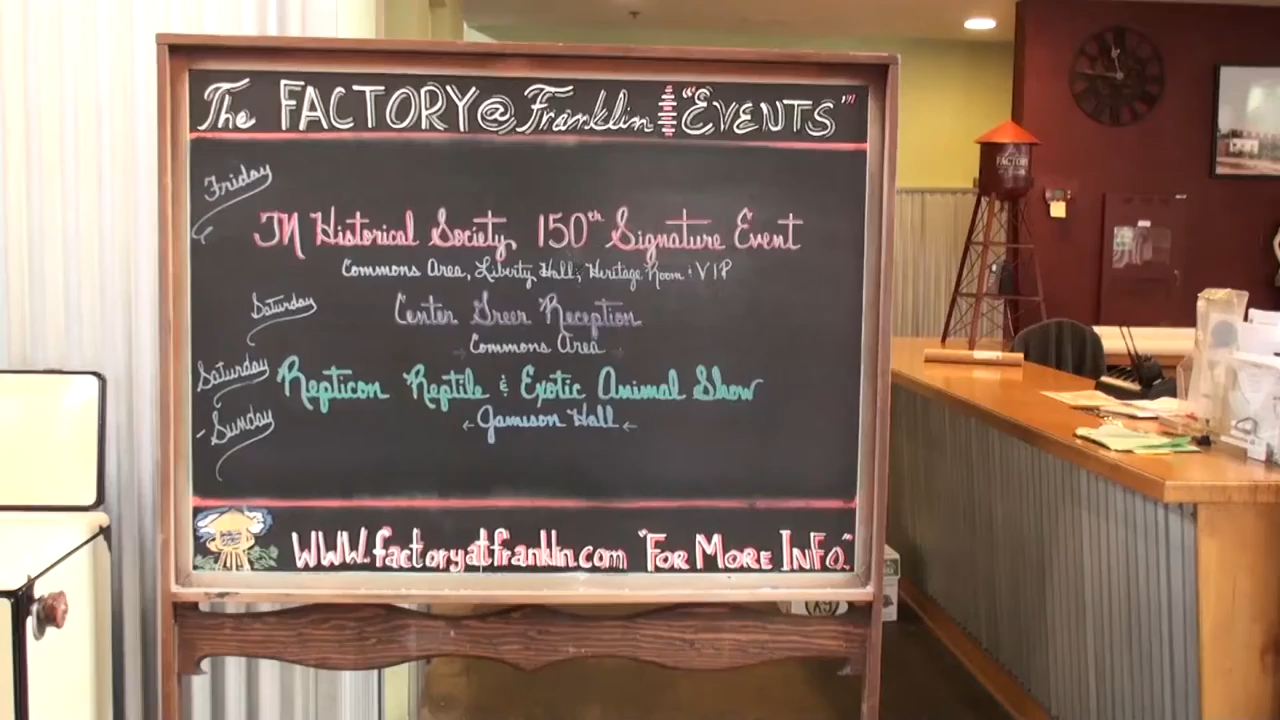 The FACTORY @ Franklin "EVENTS"
Friday
TN Historical Society 150th Signature Event
Commons Area, Liberty Hall, Heritage Room & VIP
Saturday
Center Greer Reception
Commons Area
Saturday
- Sunday
Repticon Reptile & Exotic Animal Show
Jamison Hall
WWW.factoryatfranklin.com "FOR MORE INFO."
FACTORY